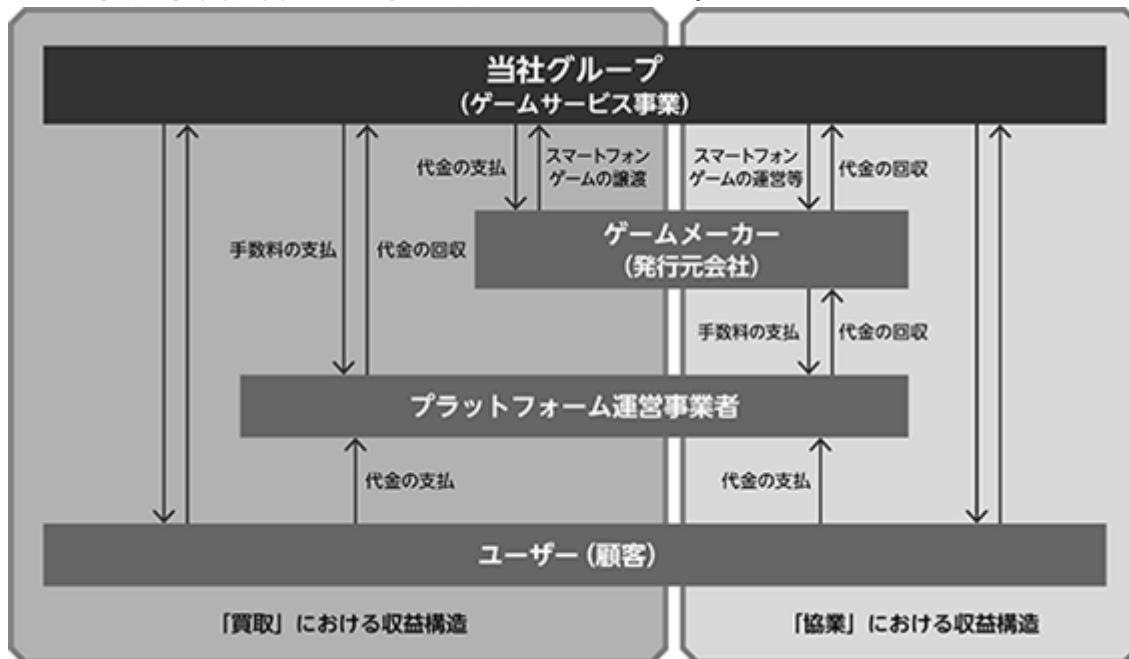 当社グループ
(ゲームサービス事業)
代金の支払
スマートフォン
ゲームの譲渡
スマートフォン
ゲームの運営等
代金の回収
ゲームメーカー
(発行元会社)
手数料の支払
代金の回収
手数料の支払
代金の回収
プラットフォーム運営事業者
代金の支払
代金の支払
ユーザー(顧客)
「買取」における収益構造
「協業」における収益構造